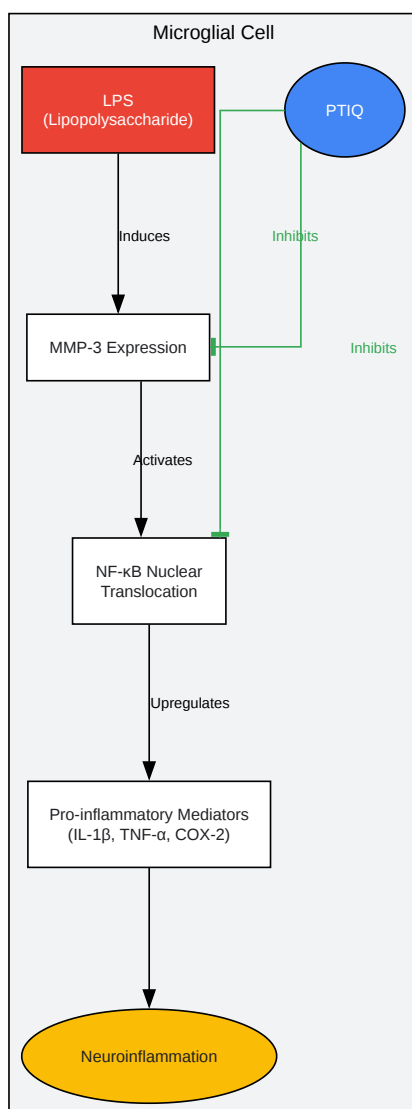 Microglial Cell
LPS
(Lipopolysaccharide)
PTIQ
Induces
Inhibits
MMP-3 Expression
Inhibits
Activates
NF-κB Nuclear
Translocation
Upregulates
Pro-inflammatory Mediators
(IL-1β, TNF-α, COX-2)
Neuroinflammation